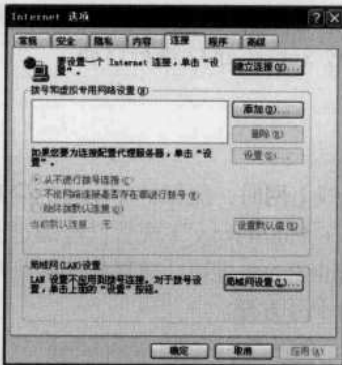 Internet 选项
常规 安全 隐私 内容 连接 程序 高级
要设置一个 Internet 连接，单击“设
置”。
建立连接(U)...
拨号和虚拟专用网络设置(N)
添加(D)...
删除(R)
如果您要为连接配置代理服务器，单击“设
置”。
设置(S)...
从不进行拨号连接(C)
不论网络连接是否存在都进行拨号(W)
始终拨默认连接(O)
当前默认连接： 无
设置默认值(E)
局域网(LAN)设置
LAN 设置不应用到拨号连接。对于拨号设
置，单击上面的“设置”按钮。
局域网设置(L)...
确定 取消 应用(A)